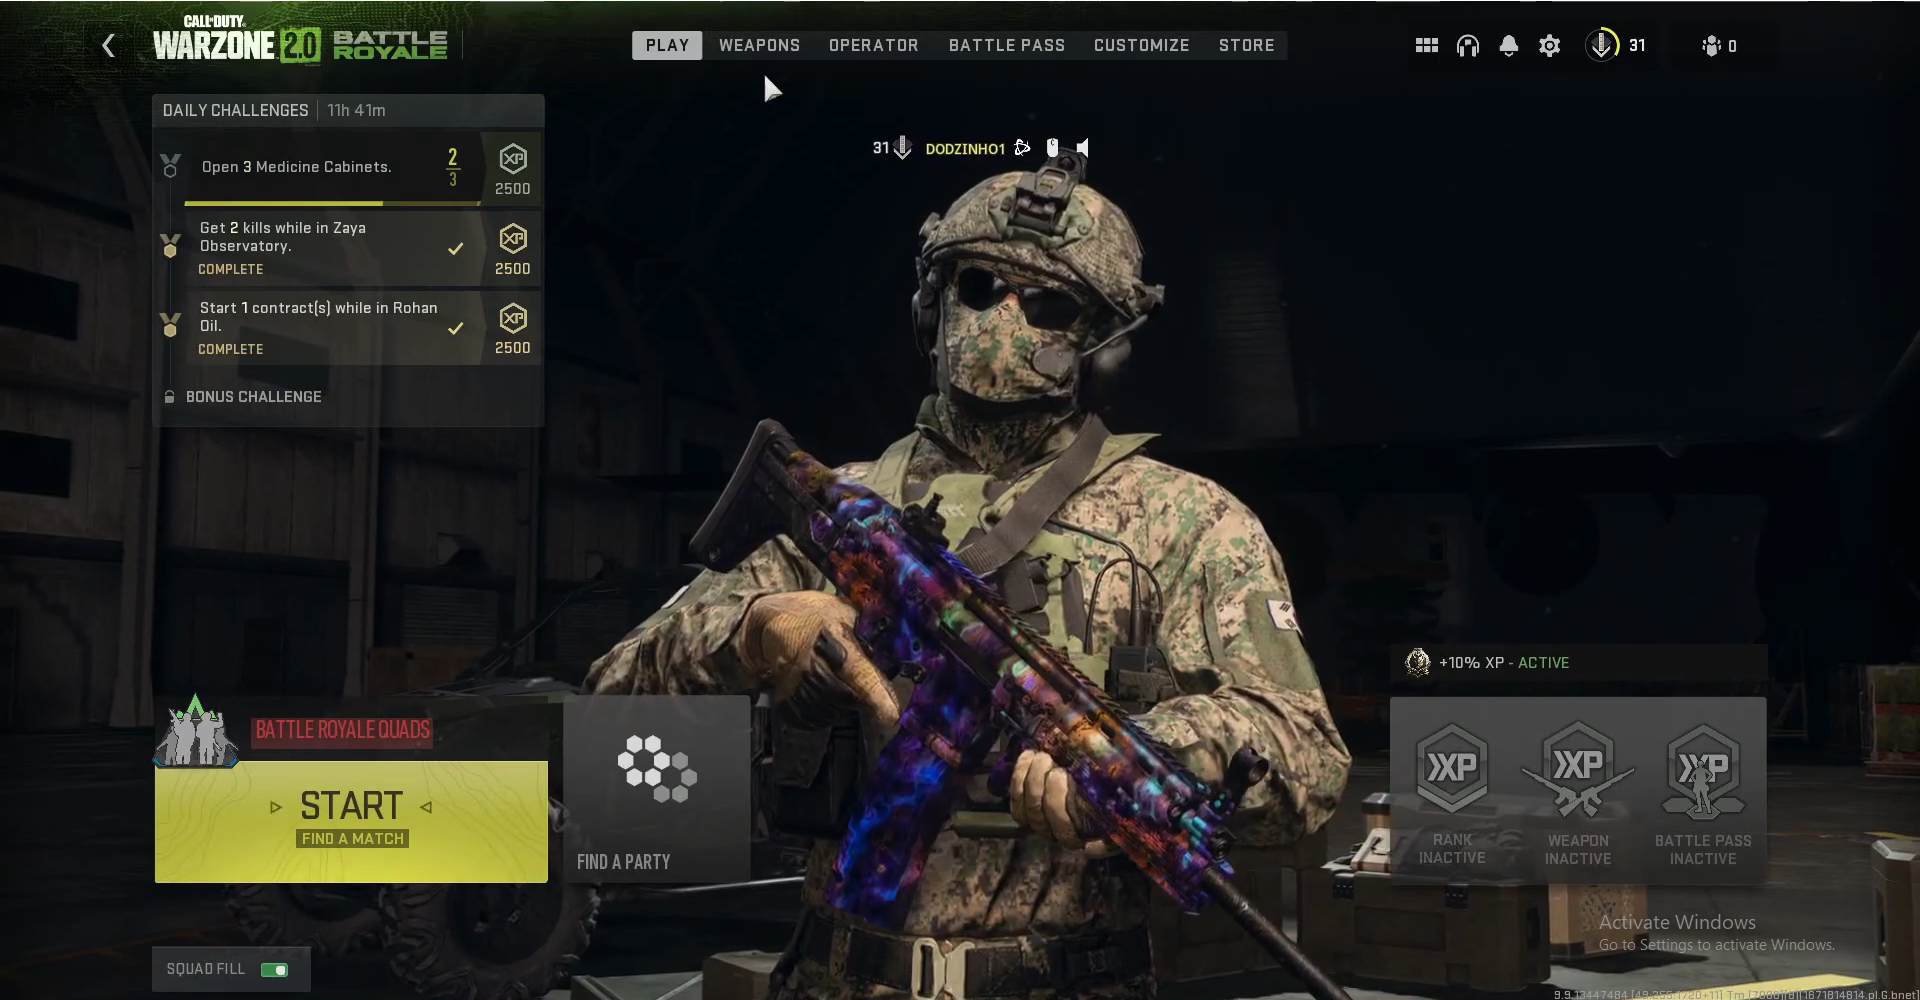 CALL OF DUTY
WARZONE 2.0 BATTLE ROYALE
PLAY WEAPONS OPERATOR BATTLE PASS CUSTOMIZE STORE
31
0
DAILY CHALLENGES 11h 41m
Open 3 Medicine Cabinets.
2
3
XP
2500
Get 2 kills while in Zaya
Observatory.
COMPLETE
XP
2500
Start 1 contract(s) while in Rohan
Oil.
COMPLETE
XP
2500
BONUS CHALLENGE
31 DODZINHO1
BATTLE ROYALE QUADS
START
FIND A MATCH
FIND A PARTY
SQUAD FILL
+10% XP - ACTIVE
XP
RANK
INACTIVE
XP
WEAPON
INACTIVE
XP
BATTLE PASS
INACTIVE
Activate Windows
Go to Settings to activate Windows.